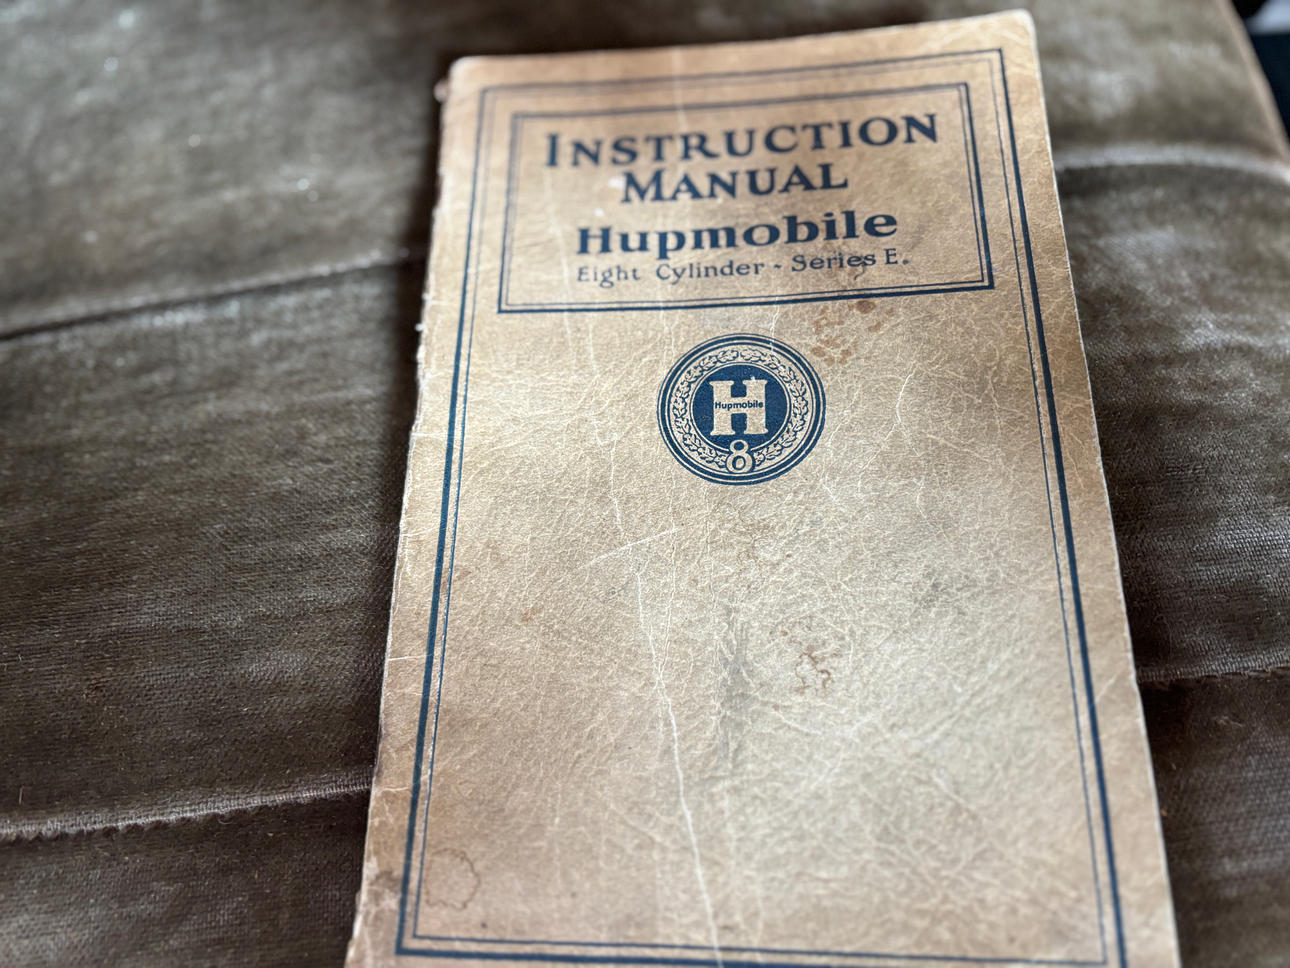 INSTRUCTION
MANUAL
Hupmobile
Eight Cylinder - Series E.
H
Hupmobile
8